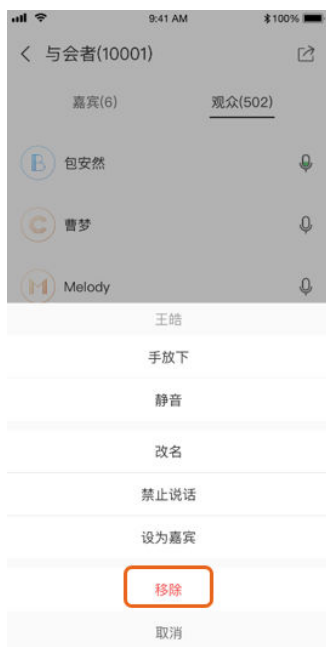 9:41 AM 100%
与会者(10001)
嘉宾(6) 观众(502)
B 包安然
C 曹梦
M Melody
王皓
手放下
静音
改名
禁止说话
设为嘉宾
移除
取消